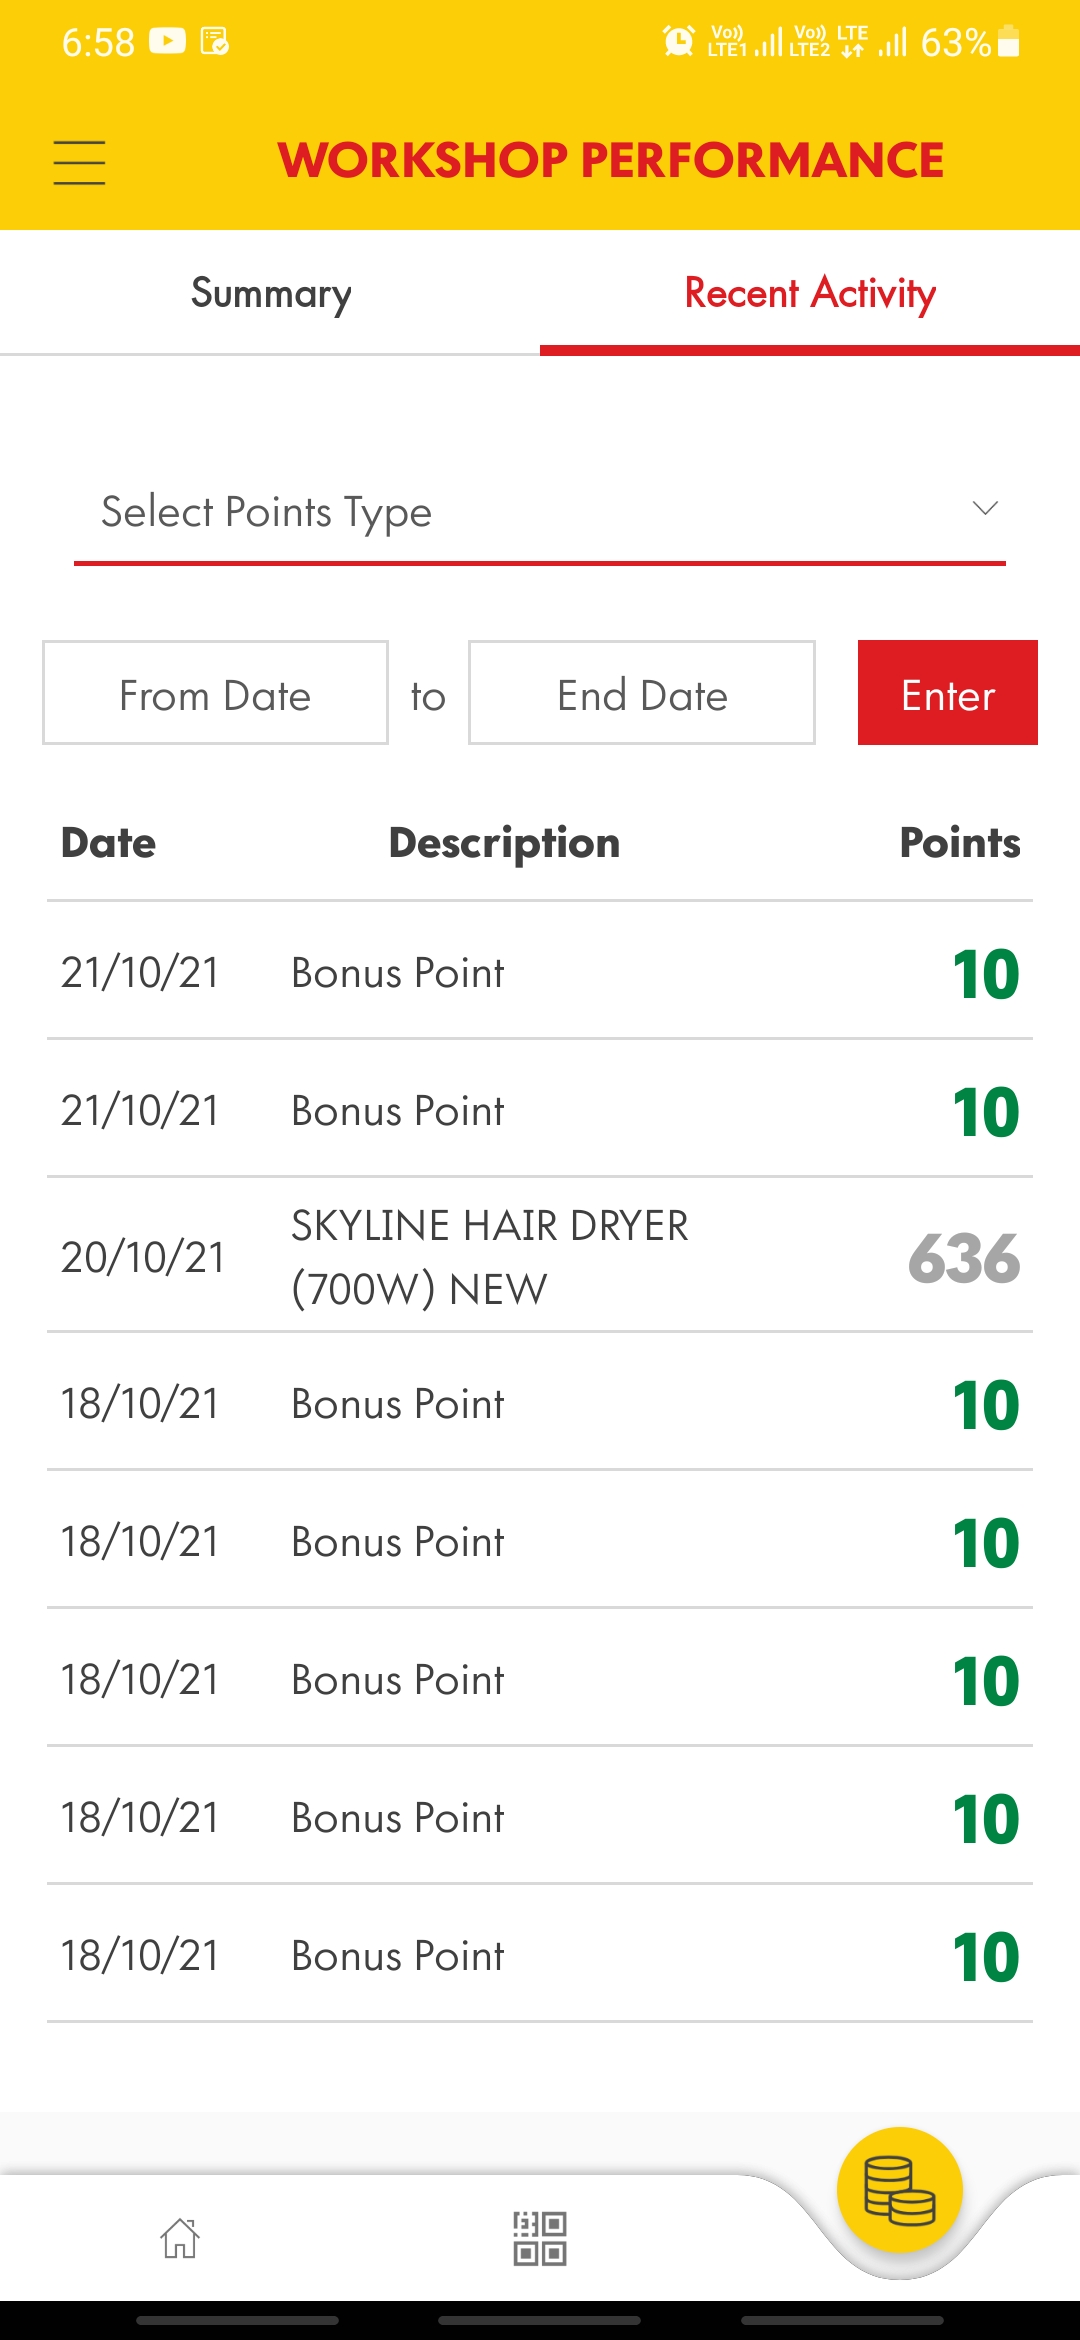 6:58
Vo)) LTE1 Vo)) LTE2 LTE 63%
WORKSHOP PERFORMANCE
Summary Recent Activity
Select Points Type
From Date to End Date Enter
Date Description Points
21/10/21 Bonus Point 10
21/10/21 Bonus Point 10
20/10/21 SKYLINE HAIR DRYER
(700W) NEW 636
18/10/21 Bonus Point 10
18/10/21 Bonus Point 10
18/10/21 Bonus Point 10
18/10/21 Bonus Point 10
18/10/21 Bonus Point 10